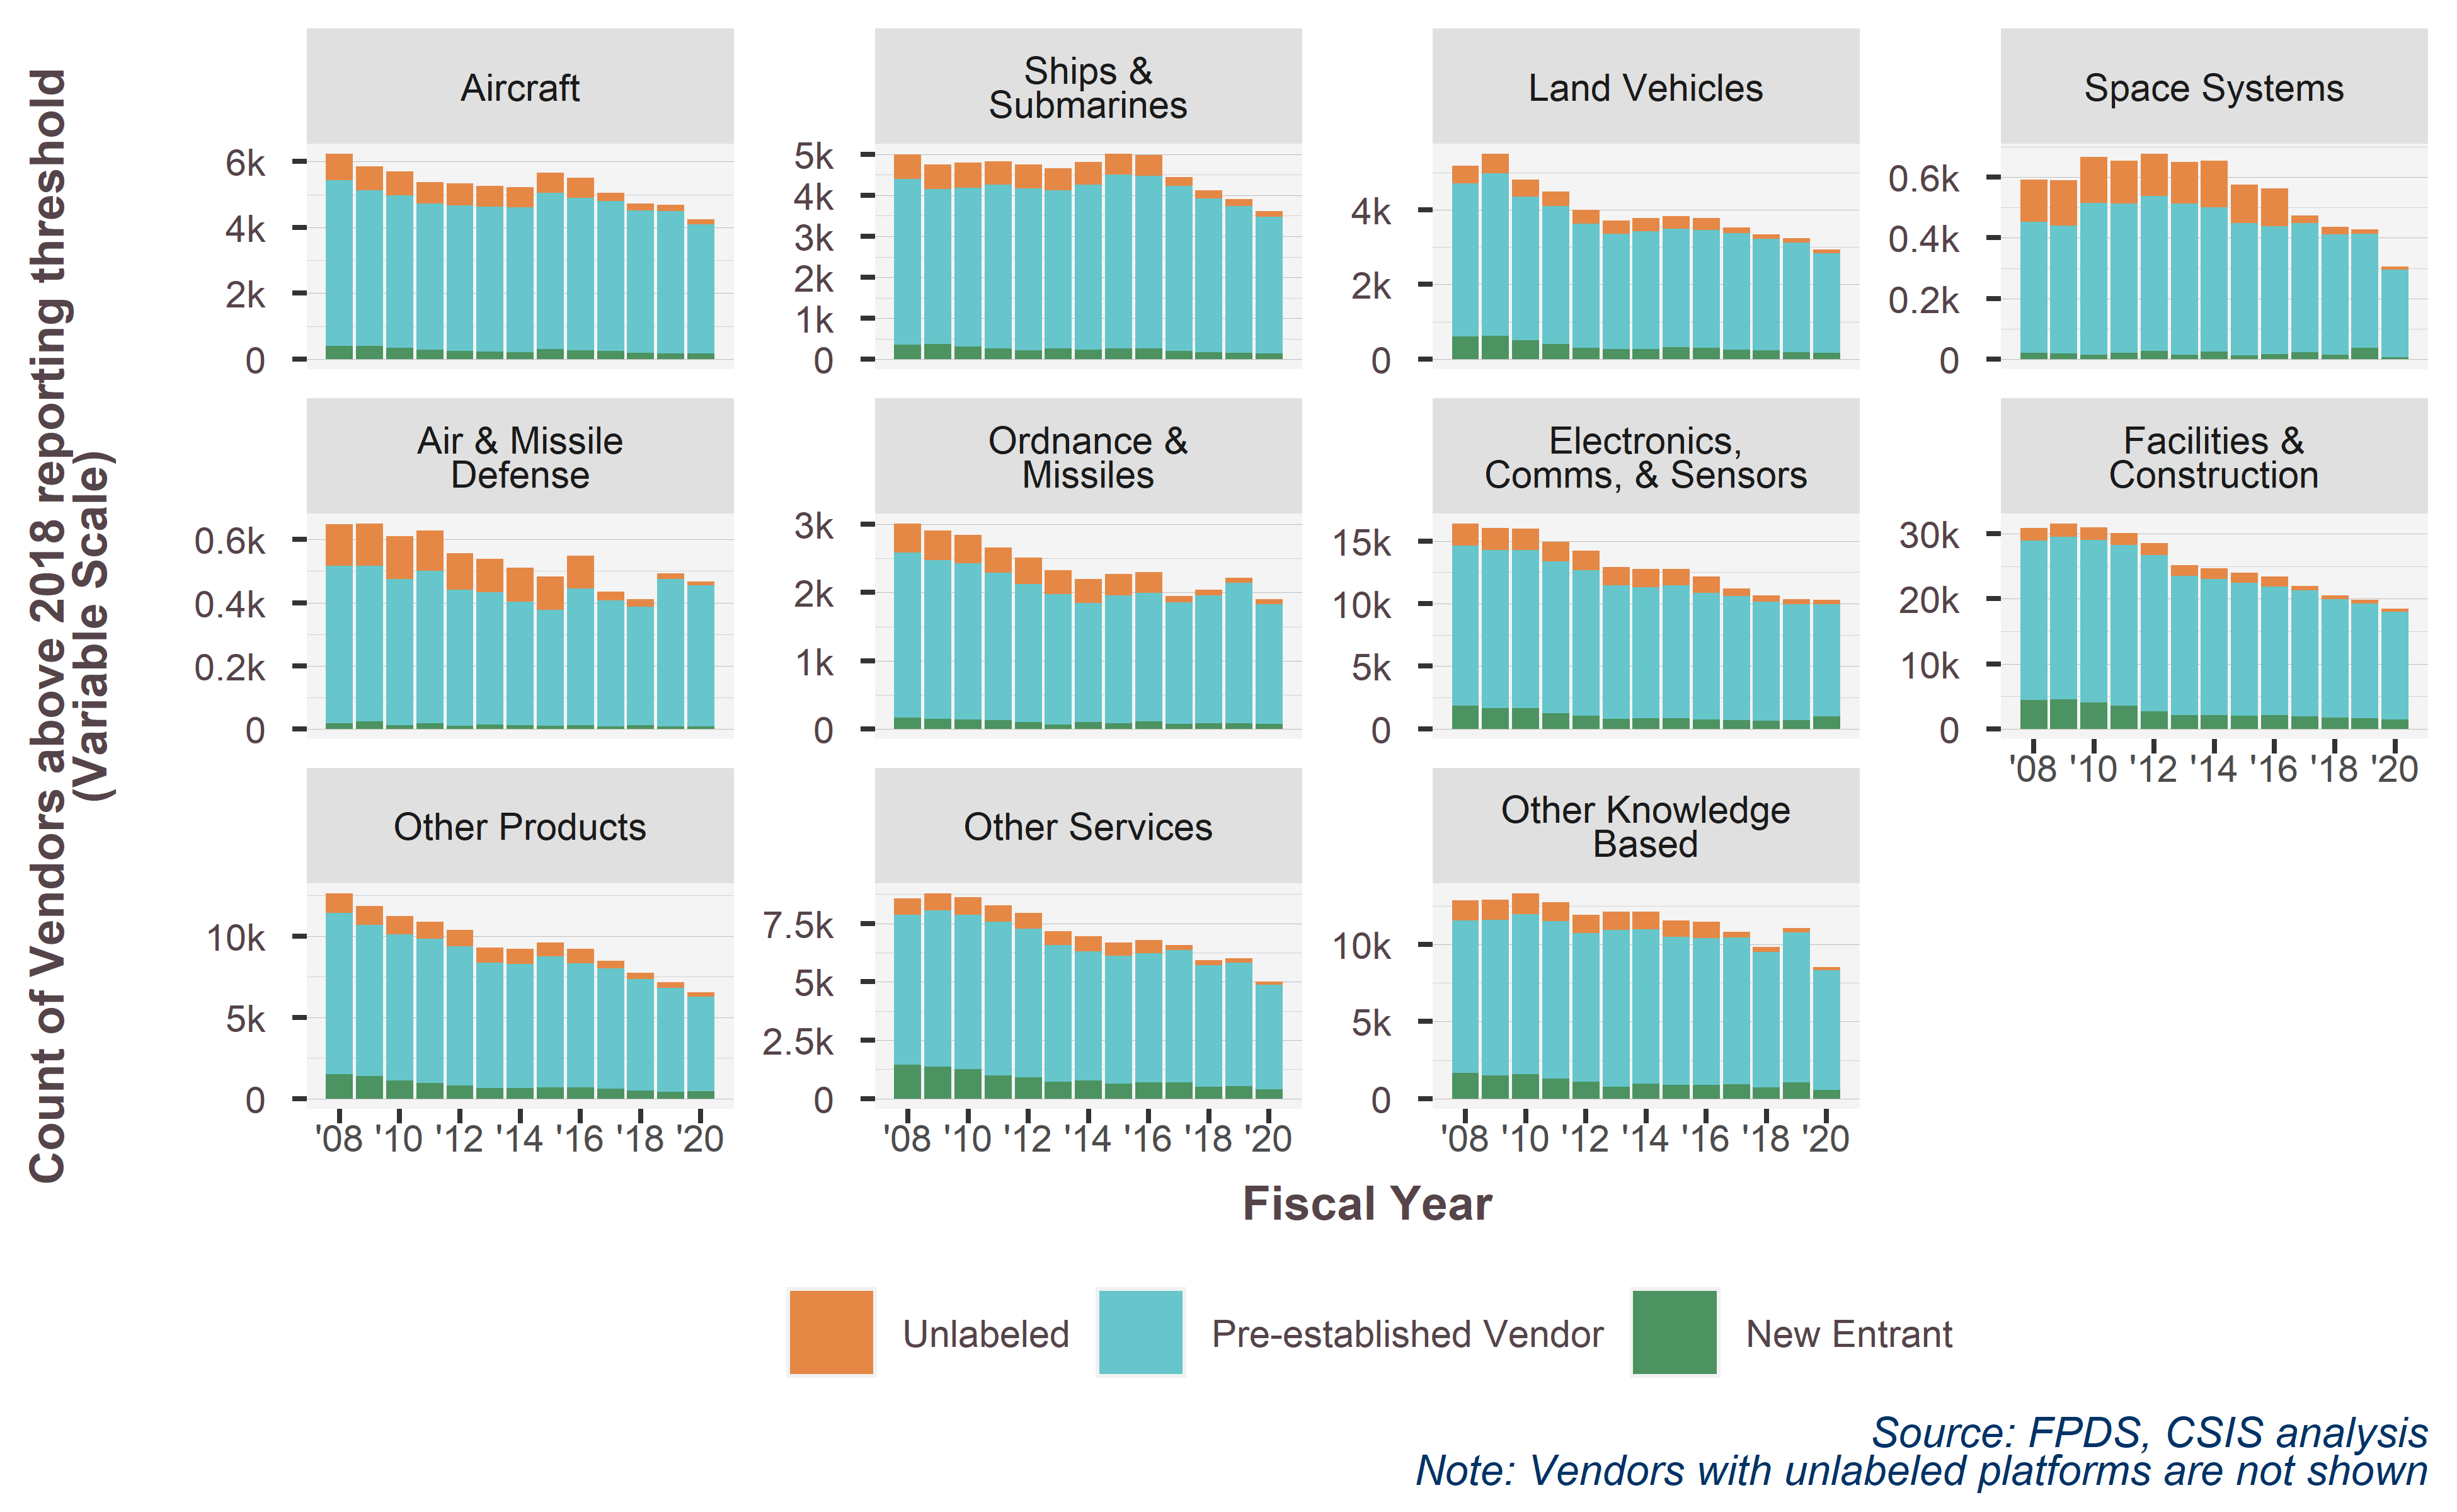 Count of Vendors above 2018 reporting threshold
(Variable Scale)
Aircraft
6k
4k
2k
0
Ships &
Submarines
5k
4k
3k
2k
1k
0
Land Vehicles
4k
2k
0
Space Systems
0.6k
0.4k
0.2k
0
Air & Missile
Defense
0.6k
0.4k
0.2k
0
Ordnance &
Missiles
3k
2k
1k
0
Electronics,
Comms, & Sensors
15k
10k
5k
0
Facilities &
Construction
30k
20k
10k
0
'08 '10 '12 '14 '16 '18 '20
Other Products
10k
5k
0
'08 '10 '12 '14 '16 '18 '20
Other Services
7.5k
5k
2.5k
0
'08 '10 '12 '14 '16 '18 '20
Other Knowledge
Based
10k
5k
0
'08 '10 '12 '14 '16 '18 '20
Fiscal Year
Unlabeled Pre-established Vendor New Entrant
Source: FPDS, CSIS analysis
Note: Vendors with unlabeled platforms are not shown